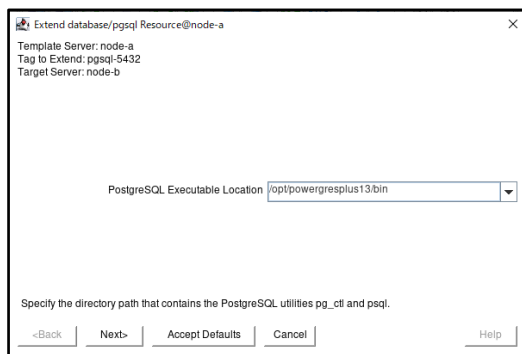 Extend database/pgsql Resource@node-a
Template Server: node-a
Tag to Extend: pgsql-5432
Target Server: node-b
PostgreSQL Executable Location /opt/powergresplus13/bin
Specify the directory path that contains the PostgreSQL utilities pg_ctl and psql.
<Back Next> Accept Defaults Cancel Help